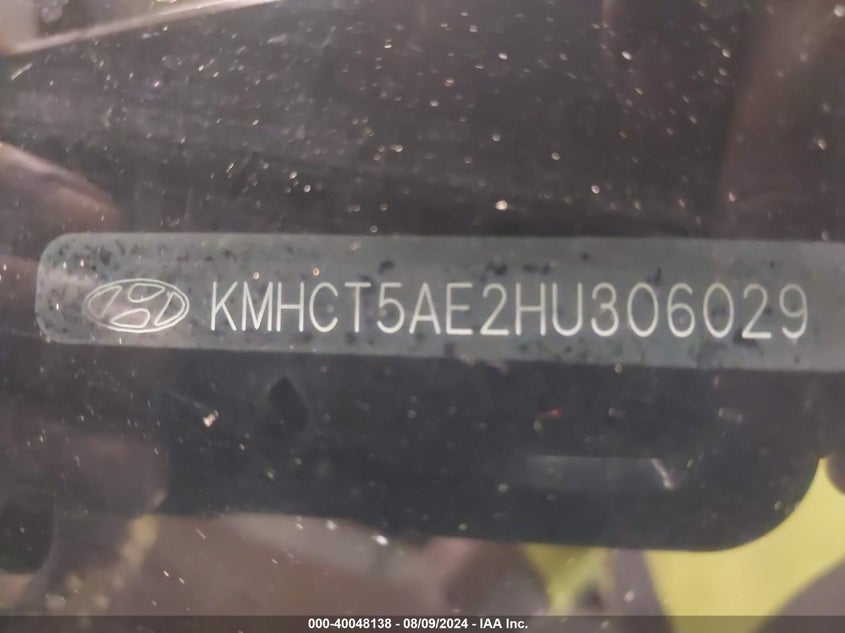 KMHCT5AE2HU306029
000-40048138 - 08/09/2024 - IAA Inc.